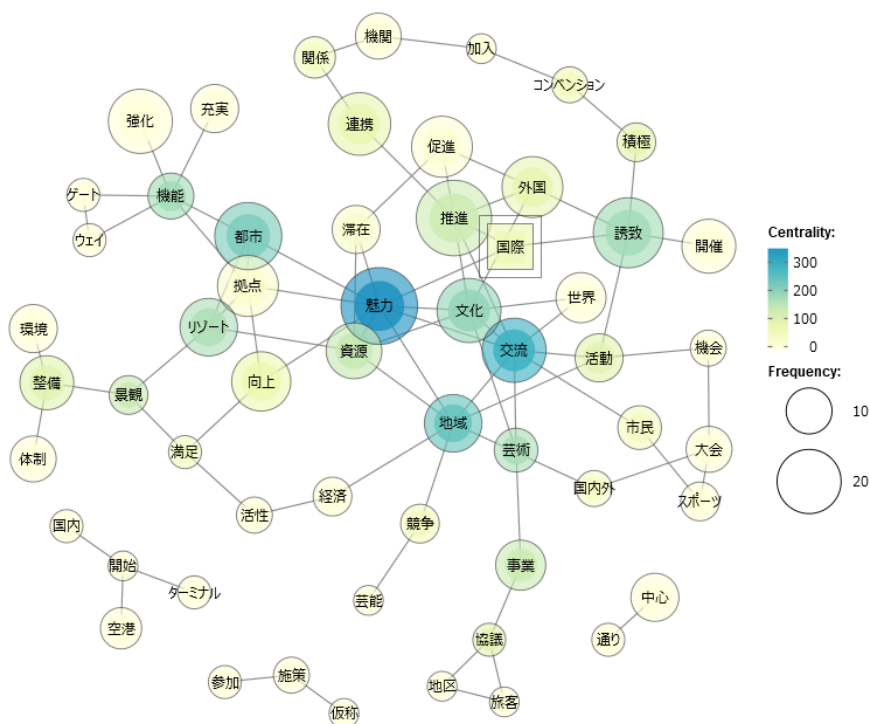 機関
加入
関係
コンベンション
充実
強化
連携
積極
促進
外国
ゲート
機能
推進
滞在
誘致
都市
国際
開催
ウェイ
拠点
世界
Centrality:
300
200
100
0
魅力
文化
リゾート
環境
資源
交流
活動
機会
整備
向上
景観
Frequency:
10
地域
市民
満足
芸術
大会
体制
20
国内外
経済
スポーツ
活性
競争
国内
開始
事業
ターミナル
芸能
中心
空港
協議
通り
施策
参加
地区
旅客
仮称